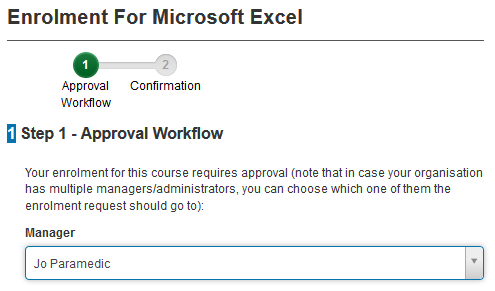 Enrolment For Microsoft Excel
1 2
Approval Confirmation
Workflow
1 Step 1 - Approval Workflow
Your enrolment for this course requires approval (note that in case your organisation
has multiple managers/administrators, you can choose which one of them the
enrolment request should go to):
Manager
Jo Paramedic